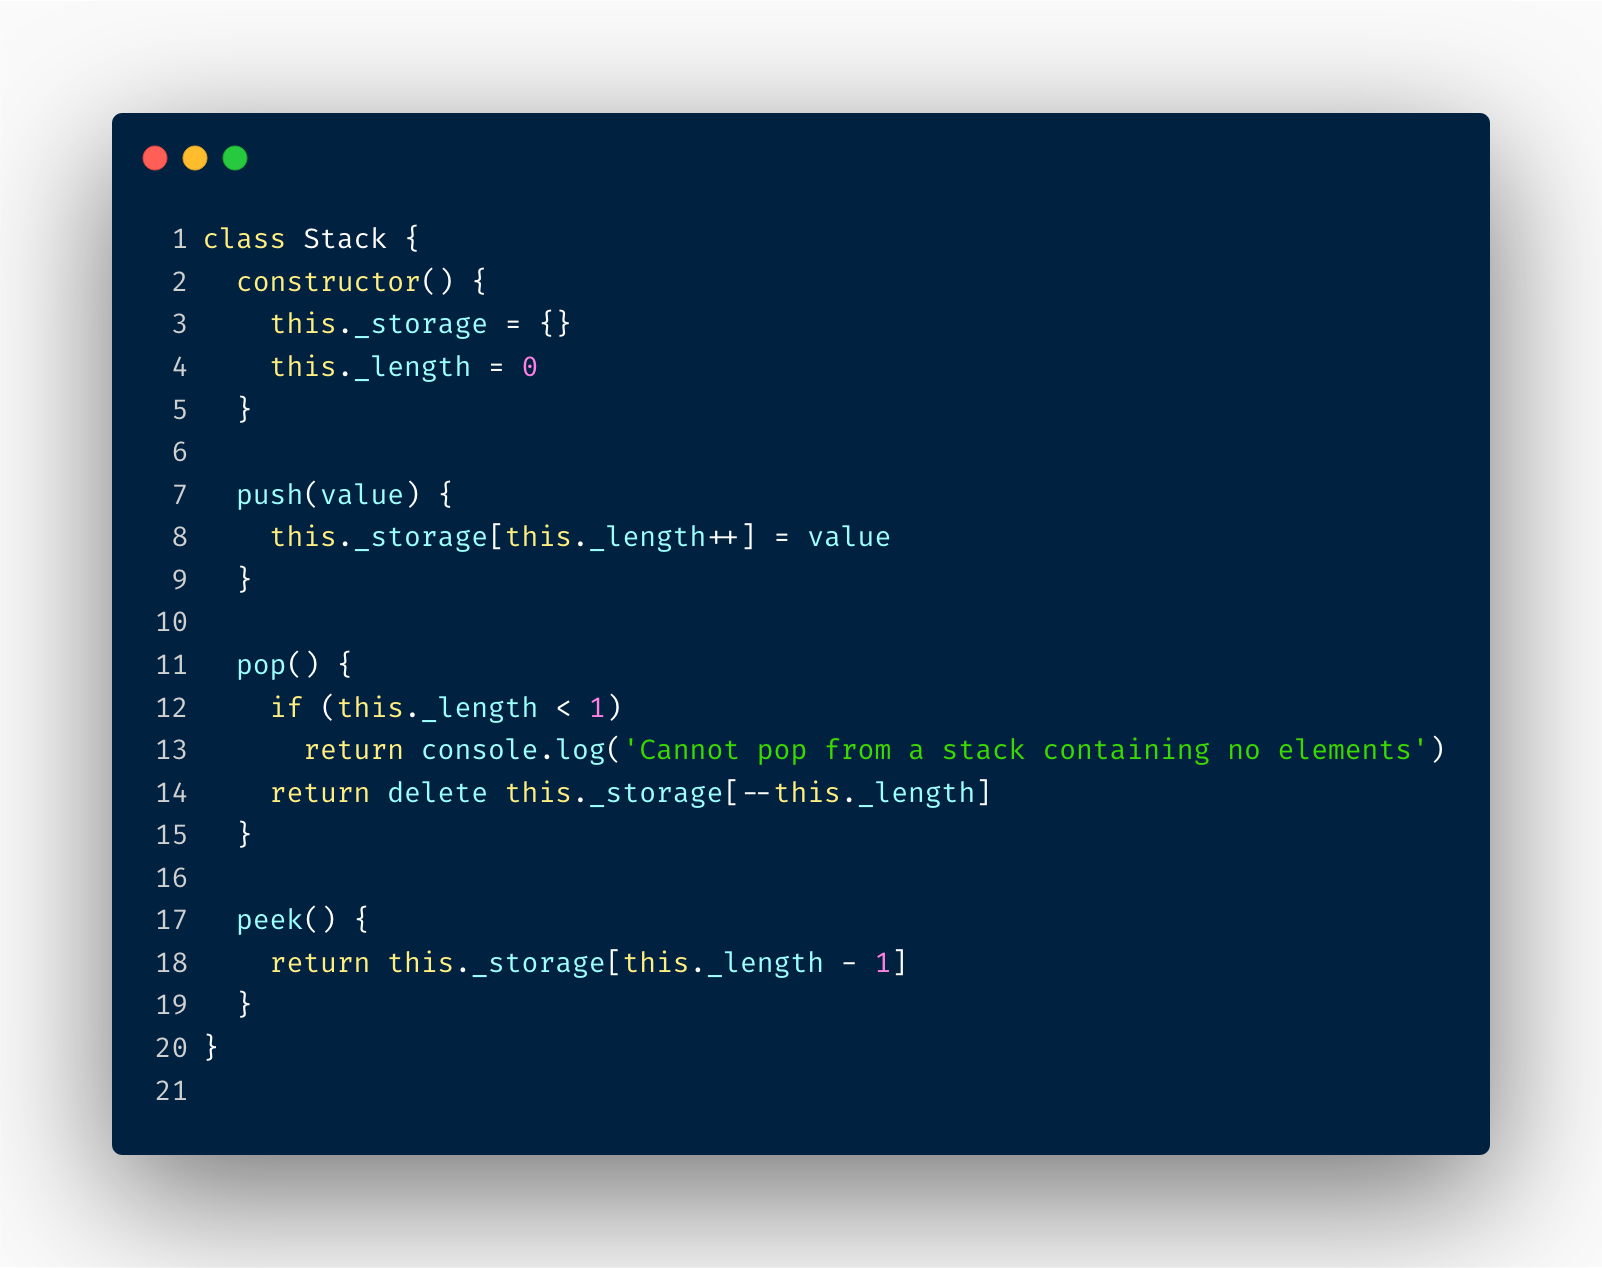 1 class Stack {
2   constructor() {
3     this._storage = {}
4     this._length = 0
5   }
6
7   push(value) {
8     this._storage[this._length++] = value
9   }
10
11   pop() {
12     if (this._length < 1)
13       return console.log('Cannot pop from a stack containing no elements')
14     return delete this._storage[--this._length]
15   }
16
17   peek() {
18     return this._storage[this._length - 1]
19   }
20 }
21